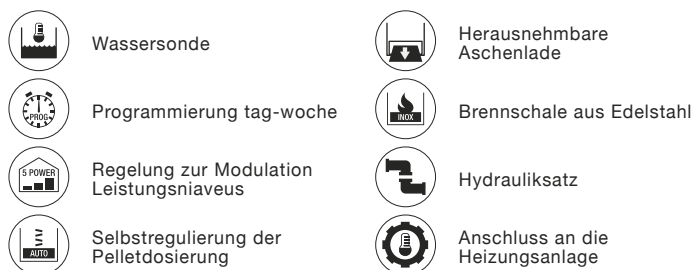 Wassersonde
PROG.
Programmierung tag-woche
5 POWER
Regelung zur Modulation
Leistungsniaveus
AUTO
Selbstregulierung der
Pelletdosierung
Herausnehmbare
Aschenlade
INOX
Brennschale aus Edelstahl
Hydrauliksatz
Anschluss an die
Heizungsanlage